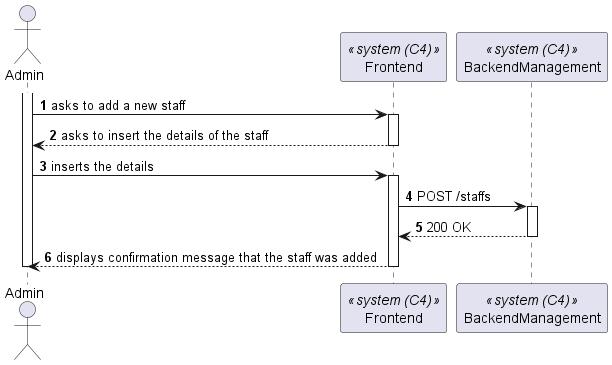 Admin
«system (C4)»
Frontend
«system (C4)»
BackendManagement
1 asks to add a new staff
2 asks to insert the details of the staff
3 inserts the details
4 POST /staffs
5 200 OK
6 displays confirmation message that the staff was added
Admin
«system (C4)»
Frontend
«system (C4)»
BackendManagement